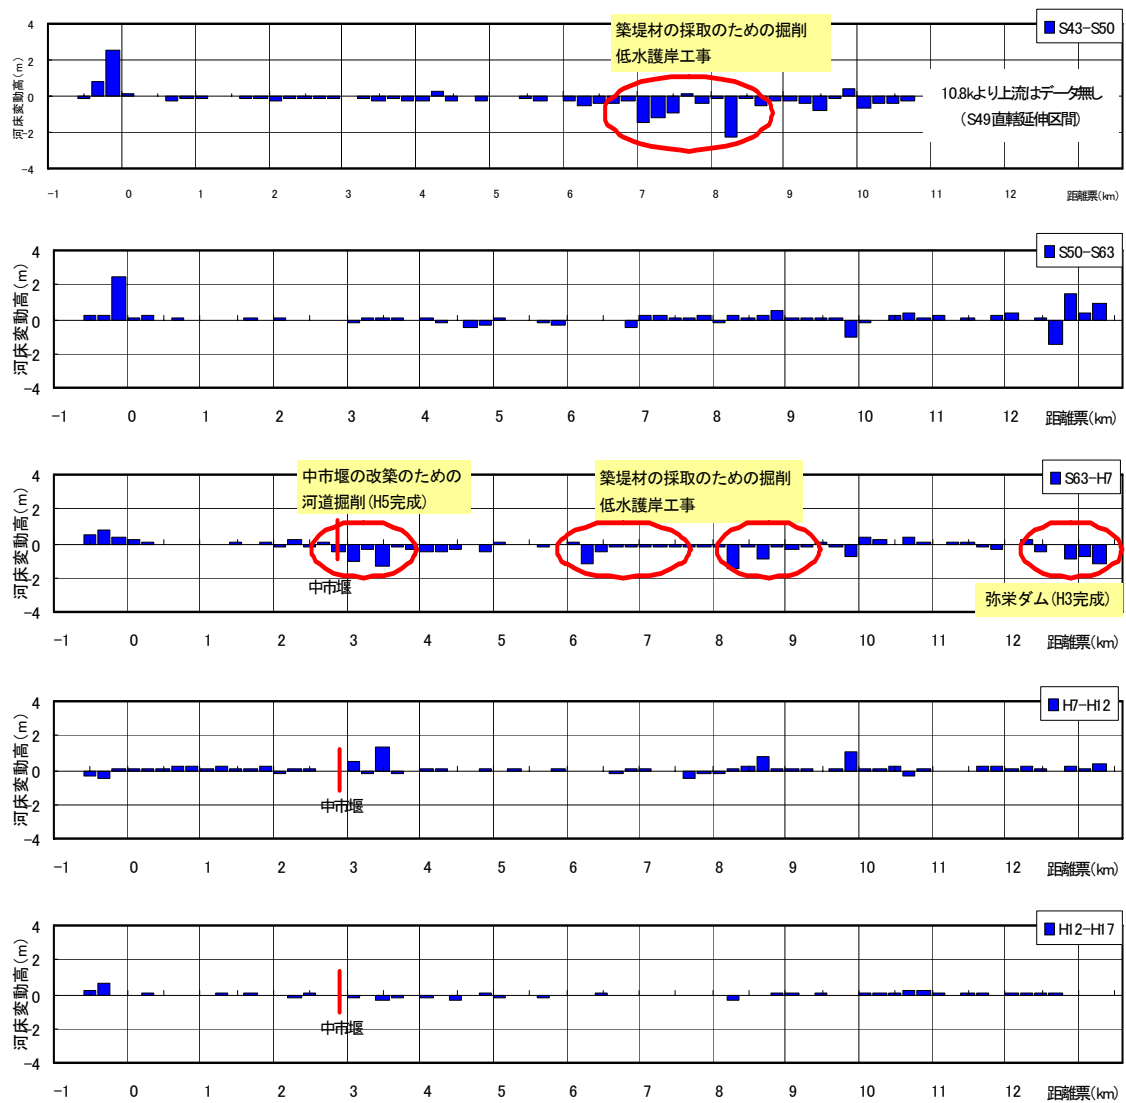 河床変動高(m)
4
2
0
-2
-4
築堤材の採取のための掘削
低水護岸工事
S43-S50
10.8kより上流はデータ無し
(S49直轄延伸区間)
-1 0 1 2 3 4 5 6 7 8 9 10 11 12 距離票(km)
河床変動高(m)
4
2
0
-2
-4
S50-S63
-1 0 1 2 3 4 5 6 7 8 9 10 11 12 距離票(km)
河床変動高(m)
4
2
0
-2
-4
中市堰の改築のための
河道掘削(H5完成)
築堤材の採取のための掘削
低水護岸工事
S63-H7
中市堰
弥栄ダム(H3完成)
-1 0 1 2 3 4 5 6 7 8 9 10 11 12 距離票(km)
河床変動高(m)
4
2
0
-2
-4
H7-H12
中市堰
-1 0 1 2 3 4 5 6 7 8 9 10 11 12 距離票(km)
河床変動高(m)
4
2
0
-2
-4
H12-H17
中市堰
-1 0 1 2 3 4 5 6 7 8 9 10 11 12 距離票(km)